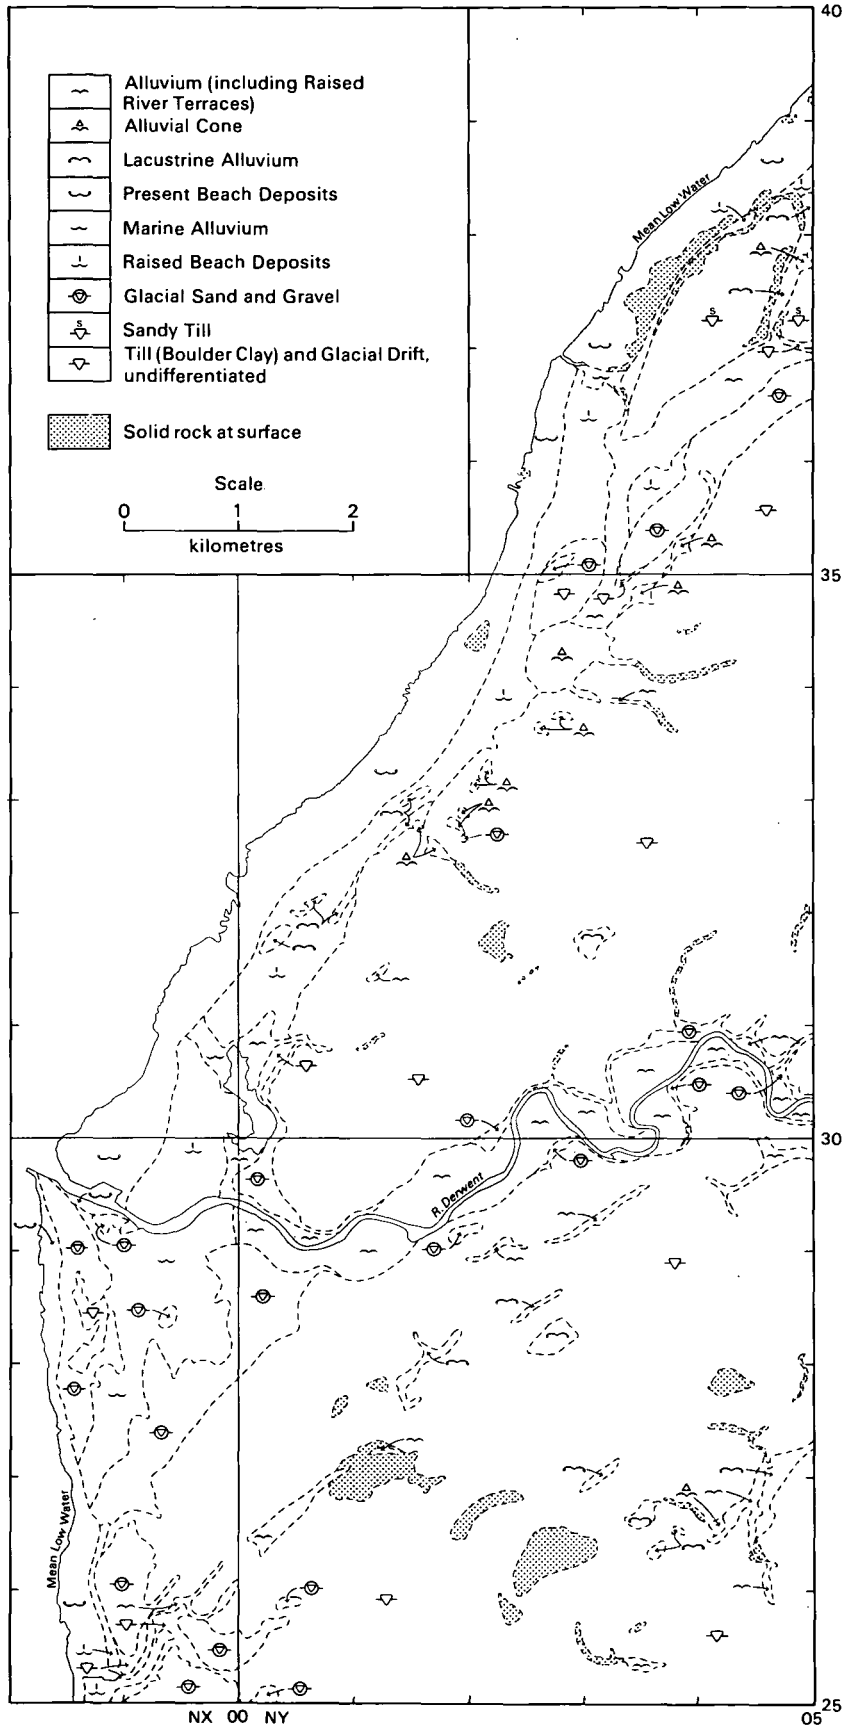 40
Alluvium (including Raised
River Terraces)
Alluvial Cone
Lacustrine Alluvium
Present Beach Deposits
Marine Alluvium
Raised Beach Deposits
Glacial Sand and Gravel
S
Sandy Till
Till (Boulder Clay) and Glacial Drift,
undifferentiated
Solid rock at surface
Scale
0 1 2
kilometres
Mean Low Water
S S
35
30
R. Derwent
Mean Low Water
25
NX 00 NY 05